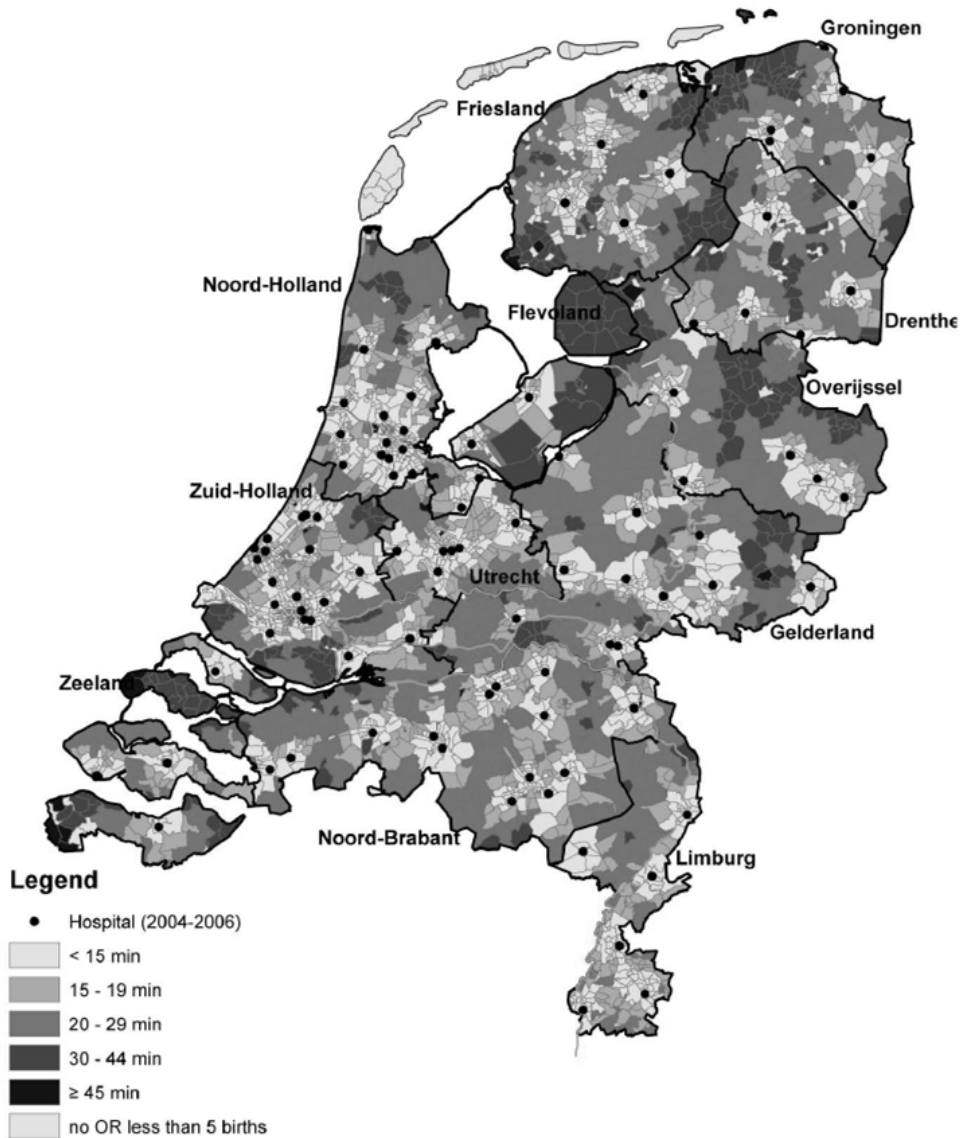 Groningen
Friesland
Noord-Holland
Flevoland
Drenthe
Overijssel
Zuid-Holland
Utrecht
Gelderland
Zeeland
Noord-Brabant
Limburg
Legend
Hospital (2004-2006)
< 15 min
15 - 19 min
20 - 29 min
30 - 44 min
≥ 45 min
no OR less than 5 births